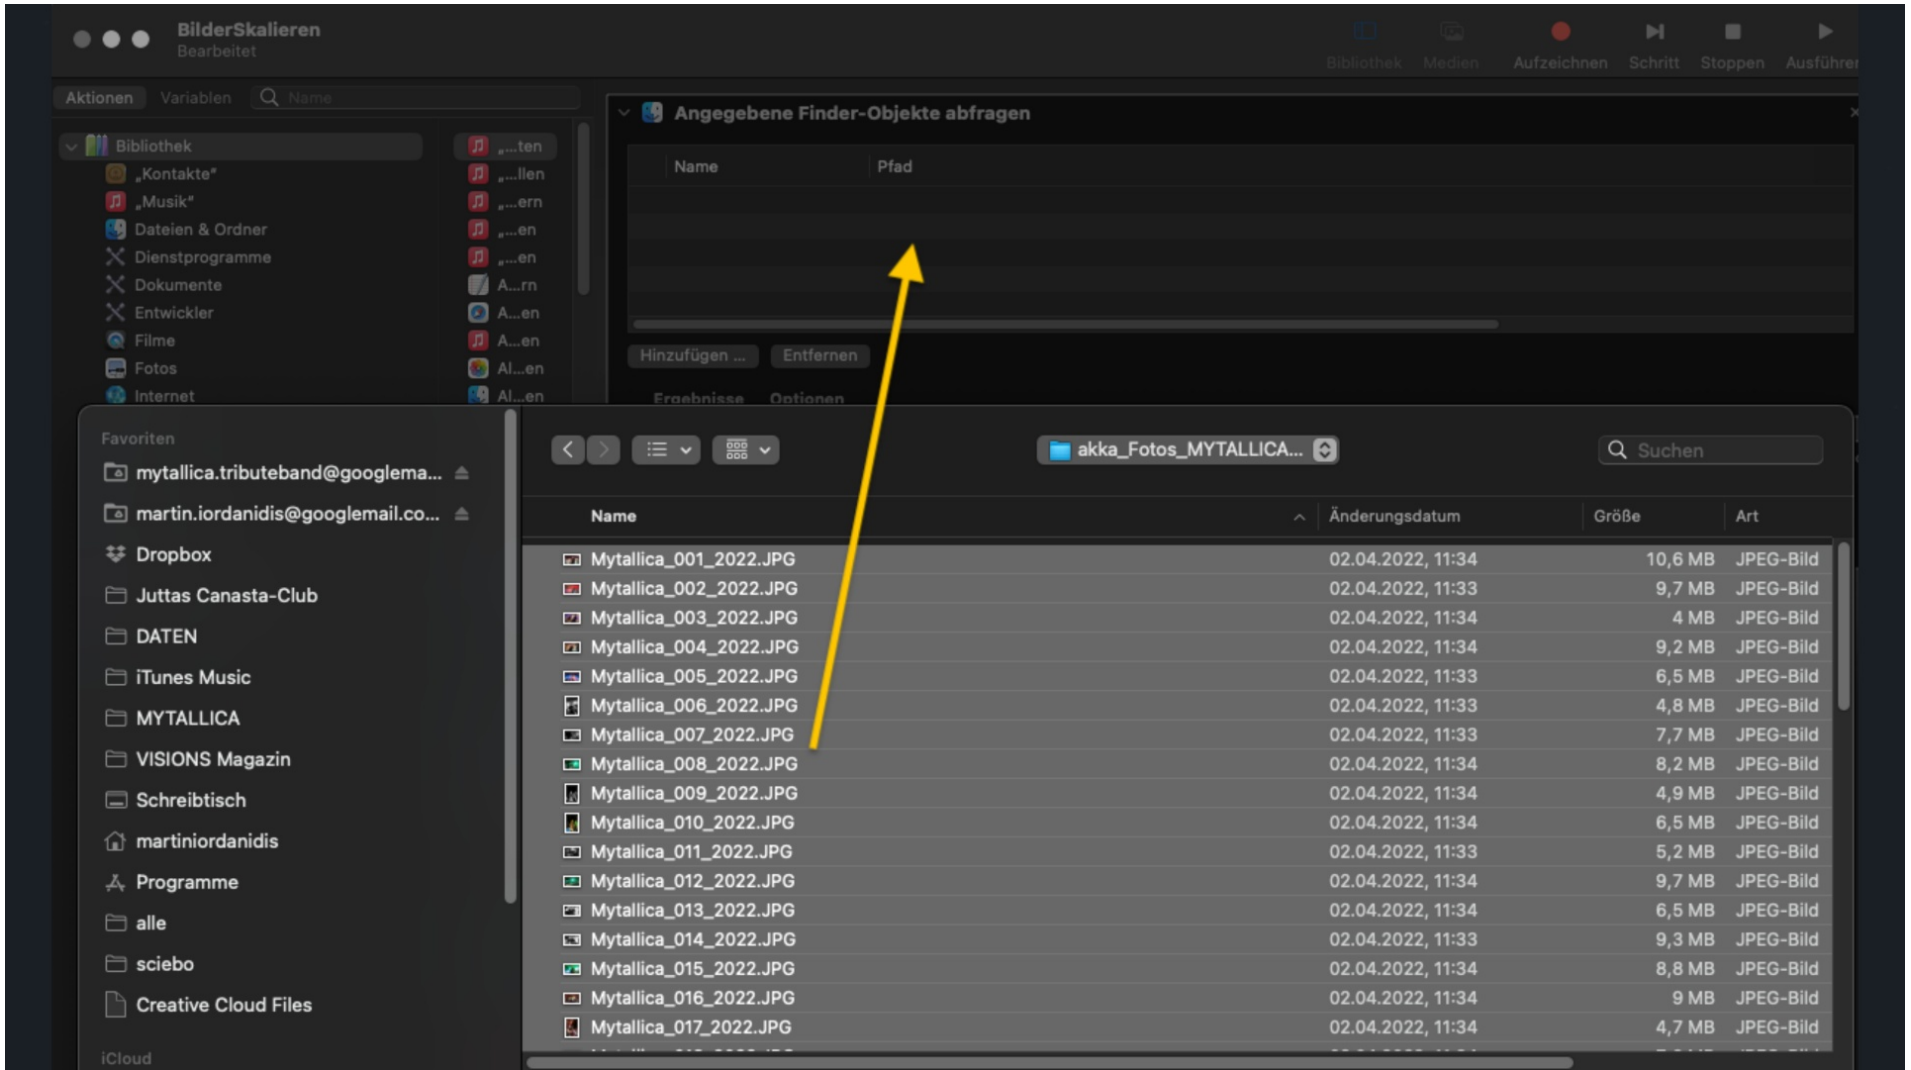 BilderSkalieren
Bearbeitet
Bibliothek Medien Aufzeichnen Schritt Stoppen Ausführen
Aktionen Variablen Name
Bibliothek
„Kontakte“
„Musik“
Dateien & Ordner
Dienstprogramme
Dokumente
Entwickler
Filme
Fotos
Internet
„...ten
„...llen
„...ern
„...en
„...en
A...rn
A...en
A...en
Al...en
Al...en
Angegebene Finder-Objekte abfragen
Name Pfad
Hinzufügen ... Entfernen
Ergebnisse Optionen
Favoriten
mytallica.tributeband@googlema...
martin.iordanidis@googlemail.co...
Dropbox
Juttas Canasta-Club
DATEN
iTunes Music
MYTALLICA
VISIONS Magazin
Schreibtisch
martiniordanidis
Programme
alle
sciebo
Creative Cloud Files
iCloud
akka_Fotos_MYTALLICA... Suchen
Name Änderungsdatum Größe Art
Mytallica_001_2022.JPG 02.04.2022, 11:34 10,6 MB JPEG-Bild
Mytallica_002_2022.JPG 02.04.2022, 11:33 9,7 MB JPEG-Bild
Mytallica_003_2022.JPG 02.04.2022, 11:34 4 MB JPEG-Bild
Mytallica_004_2022.JPG 02.04.2022, 11:34 9,2 MB JPEG-Bild
Mytallica_005_2022.JPG 02.04.2022, 11:33 6,5 MB JPEG-Bild
Mytallica_006_2022.JPG 02.04.2022, 11:33 4,8 MB JPEG-Bild
Mytallica_007_2022.JPG 02.04.2022, 11:33 7,7 MB JPEG-Bild
Mytallica_008_2022.JPG 02.04.2022, 11:34 8,2 MB JPEG-Bild
Mytallica_009_2022.JPG 02.04.2022, 11:34 4,9 MB JPEG-Bild
Mytallica_010_2022.JPG 02.04.2022, 11:34 6,5 MB JPEG-Bild
Mytallica_011_2022.JPG 02.04.2022, 11:33 5,2 MB JPEG-Bild
Mytallica_012_2022.JPG 02.04.2022, 11:34 9,7 MB JPEG-Bild
Mytallica_013_2022.JPG 02.04.2022, 11:34 6,5 MB JPEG-Bild
Mytallica_014_2022.JPG 02.04.2022, 11:33 9,3 MB JPEG-Bild
Mytallica_015_2022.JPG 02.04.2022, 11:34 8,8 MB JPEG-Bild
Mytallica_016_2022.JPG 02.04.2022, 11:34 9 MB JPEG-Bild
Mytallica_017_2022.JPG 02.04.2022, 11:34 4,7 MB JPEG-Bild